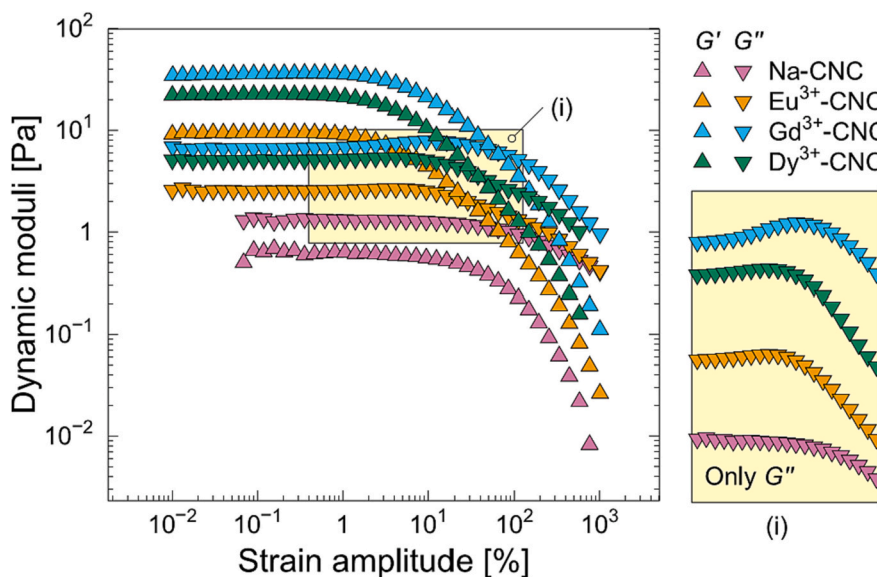 Dynamic moduli [Pa]
10²
10¹
1
10⁻¹
10⁻²
10⁻² 10⁻¹ 1 10¹ 10² 10³
Strain amplitude [%]
(i)
G' G"
Na-CNC
Eu³⁺-CNC
Gd³⁺-CNC
Dy³⁺-CNC
Only G"
(i)